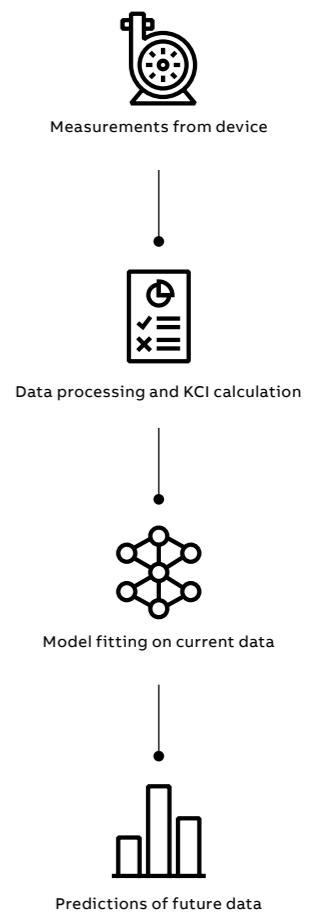 Measurements from device
Data processing and KCI calculation
Model fitting on current data
Predictions of future data